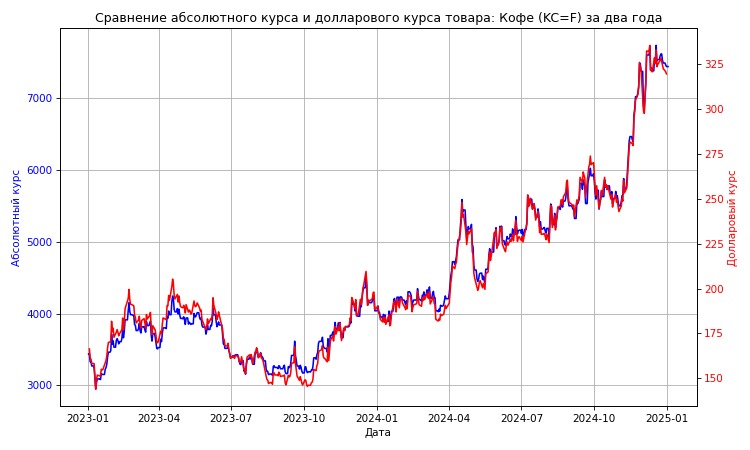 Сравнение абсолютного курса и долларового курса товара: Кофе (KC=F) за два года
Абсолютный курс
7000
6000
5000
4000
3000
325
300
275
250
225
200
175
150
Долларовый курс
2023-01 2023-04 2023-07 2023-10 2024-01 2024-04 2024-07 2024-10 2025-01
Дата